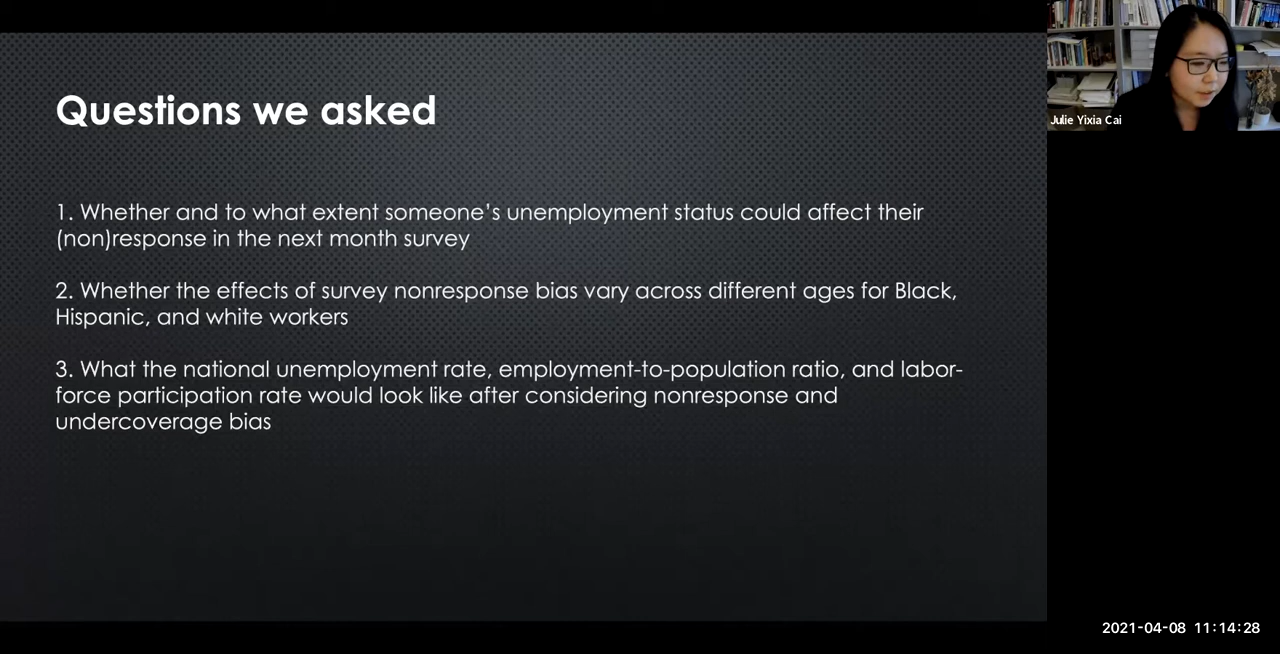 Questions we asked
1. Whether and to what extent someone’s unemployment status could affect their
(non)response in the next month survey
2. Whether the effects of survey nonresponse bias vary across different ages for Black,
Hispanic, and white workers
3. What the national unemployment rate, employment-to-population ratio, and labor-
force participation rate would look like after considering nonresponse and
undercoverage bias
Julie Yixia Cai
2021-04-08 11:14:28